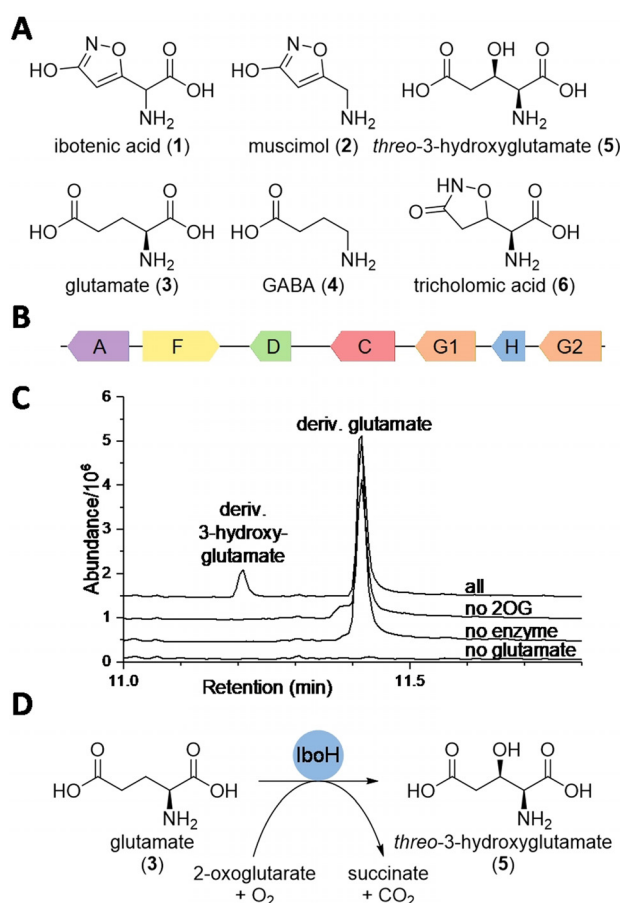 A
HO N O O OH NH₂
HO N O NH₂
O OH O HO OH NH₂
ibotenic acid (1) muscimol (2) threo-3-hydroxyglutamate (5)
O O HO OH NH₂
O HO NH₂
HN O O O OH NH₂
glutamate (3) GABA (4) tricholomic acid (6)
B
A F D C G1 H G2
C
Abundance/10⁶
6
5
4
3
2
1
0
deriv. glutamate
deriv.
3-hydroxy-
glutamate
all
no 2OG
no enzyme
no glutamate
11.0 11.5
Retention (min)
D
IboH
O O HO OH NH₂
O OH O HO OH NH₂
glutamate
(3)
threo-3-hydroxyglutamate
(5)
2-oxoglutarate
+ O₂
succinate
+ CO₂